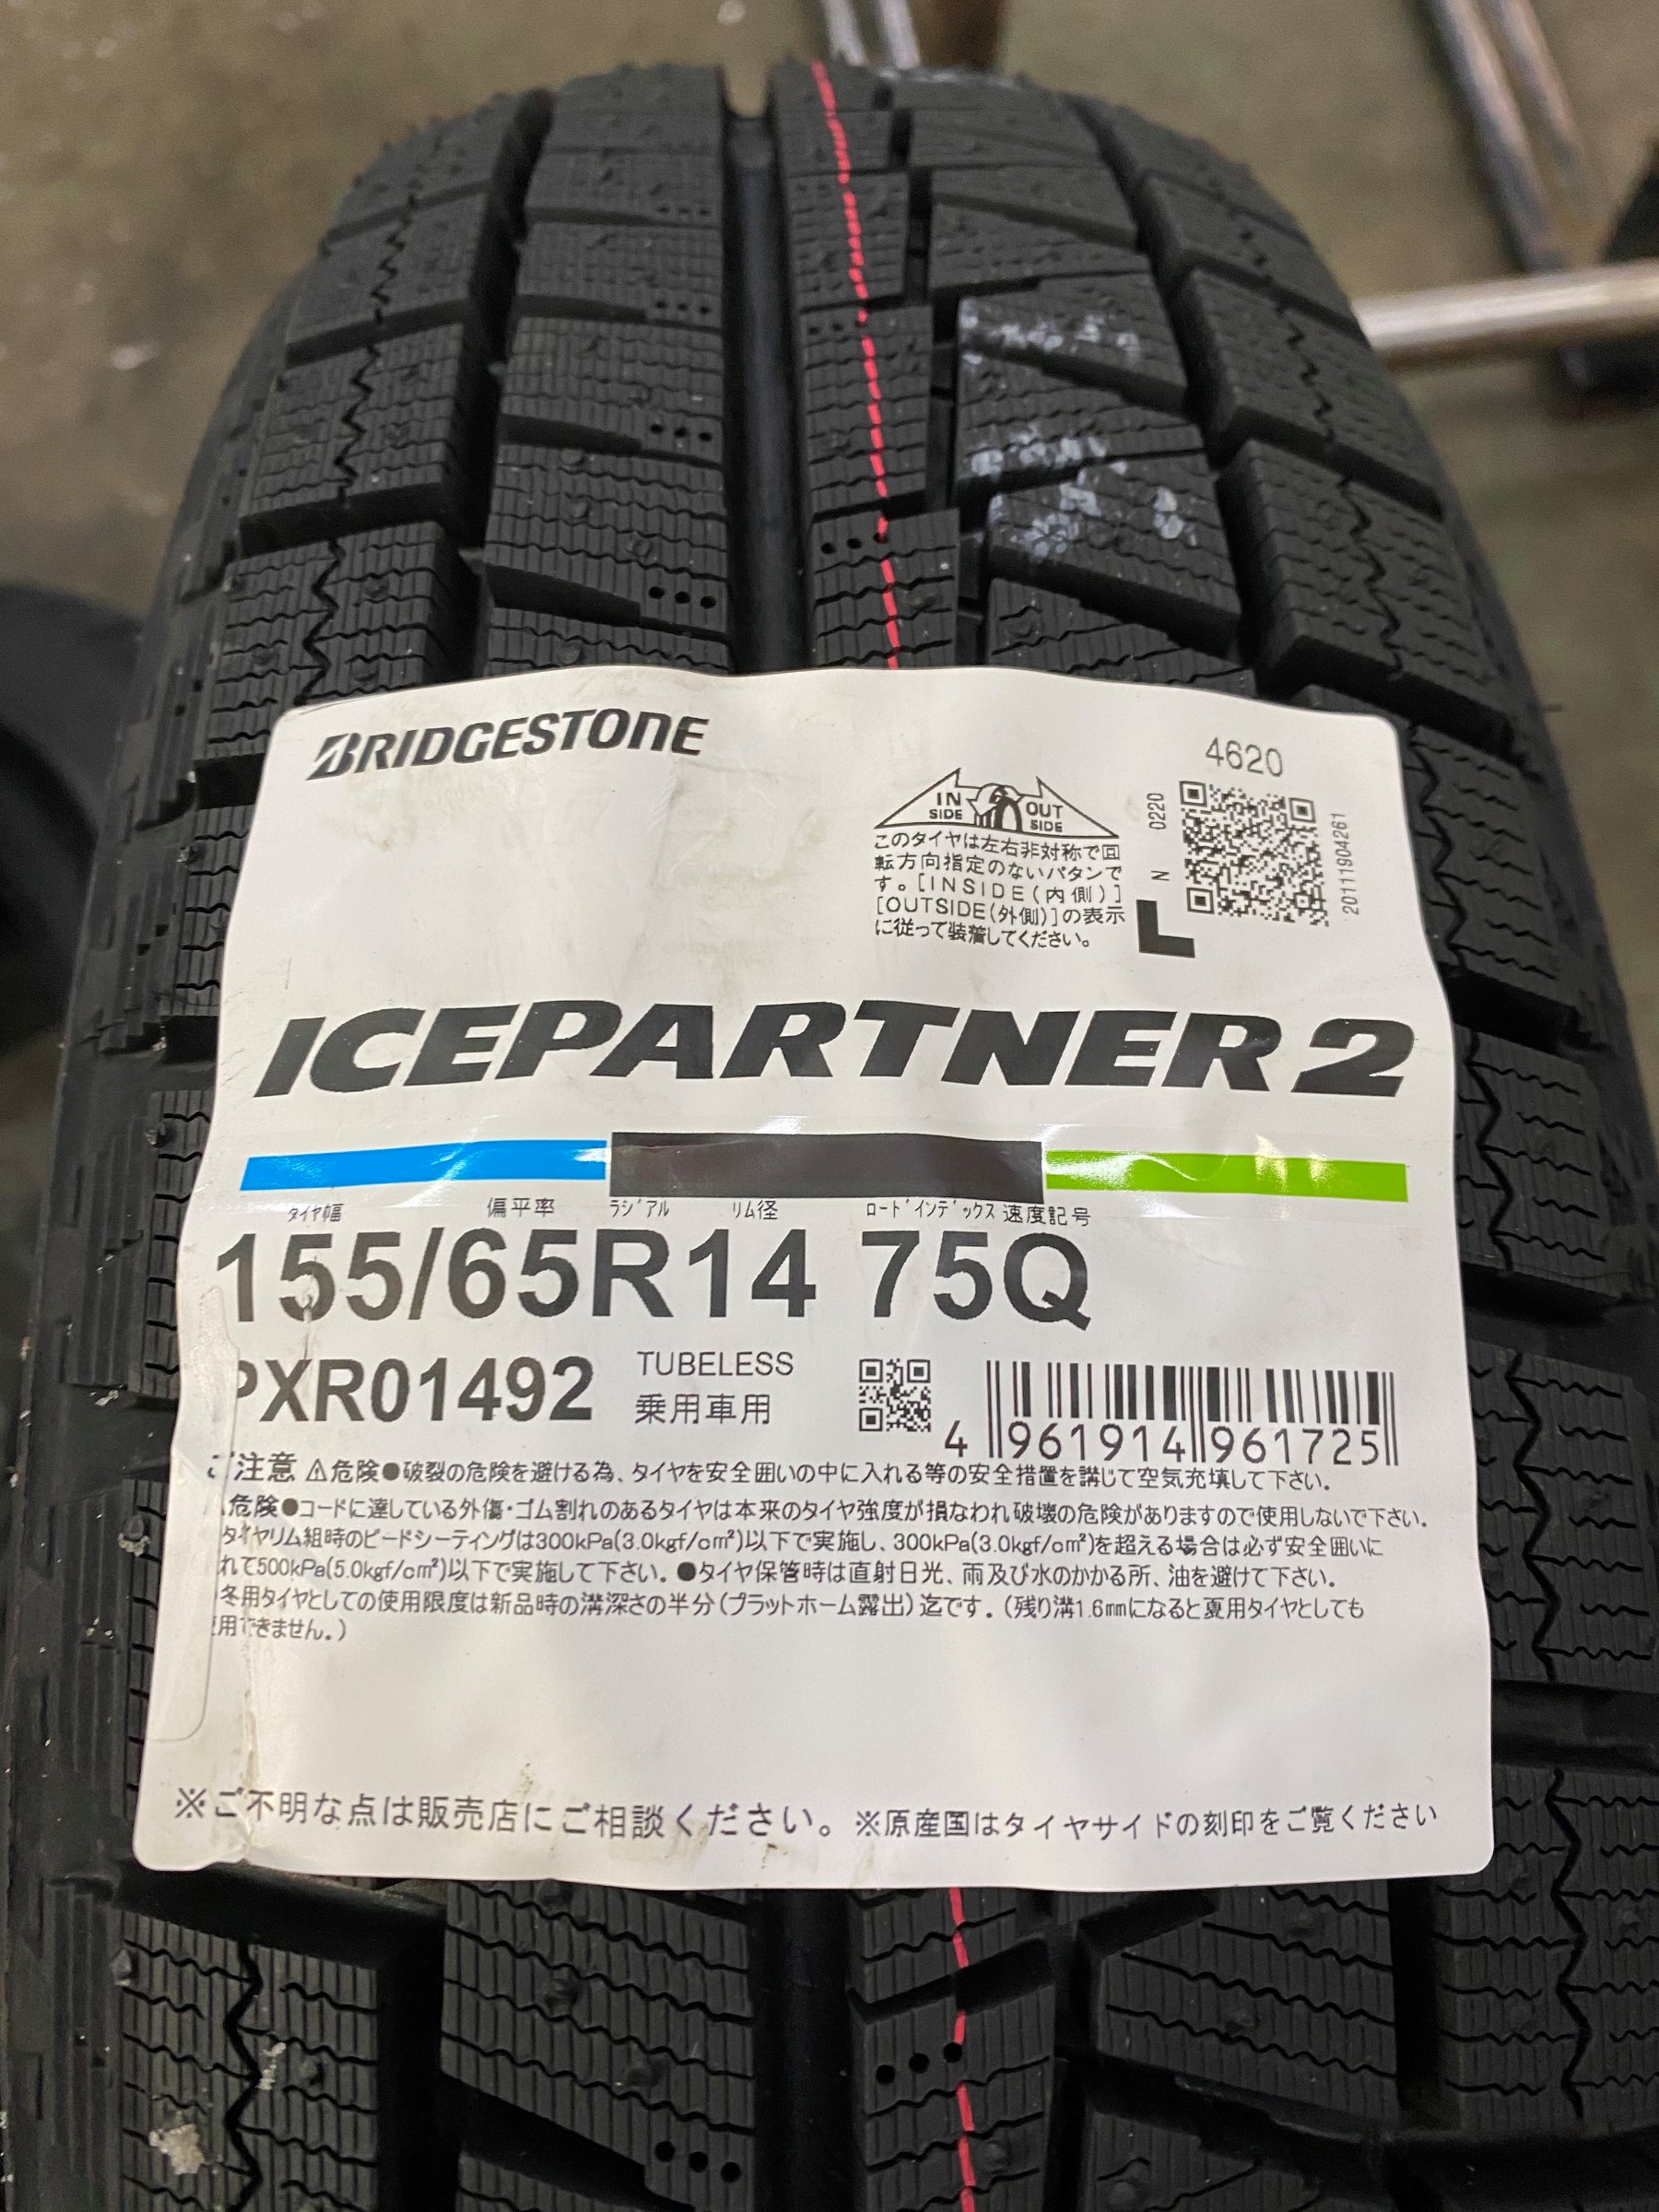 BRIDGESTONE
4620
IN SIDE OUT SIDE
0220
N
L
20111904261
このタイヤは左右非対称で回
転方向指定のないパタンで
す。[INSIDE(内側)]
[OUTSIDE(外側)]の表示
に従って装着してください。
ICEPARTNER 2
タイヤ幅 偏平率 ラジアル リム径 ロードインデックス 速度記号
155/65R14 75Q
PXR01492
TUBELESS
乗用車用
4 961914 961725
ご注意 ⚠危険●破裂の危険を避ける為、タイヤを安全囲いの中に入れる等の安全措置を講じて空気充填して下さい。
危険●コードに達している外傷・ゴム割れのあるタイヤは本来のタイヤ強度が損なわれ破壊の危険がありますので使用しないで下さい。
タイヤリム組時のビードシーティングは300kPa(3.0kgf/cm²)以下で実施し、300kPa(3.0kgf/cm²)を超える場合は必ず安全囲いに
れて500kPa(5.0kgf/cm²)以下で実施して下さい。●タイヤ保管時は直射日光、雨及び水のかかる所、油を避けて下さい。
冬用タイヤとしての使用限度は新品時の溝深さの半分(プラットホーム露出)迄です。(残り溝1.6mmになると夏用タイヤとしても
用できません。)
※ご不明な点は販売店にご相談ください。※原産国はタイヤサイドの刻印をご覧ください